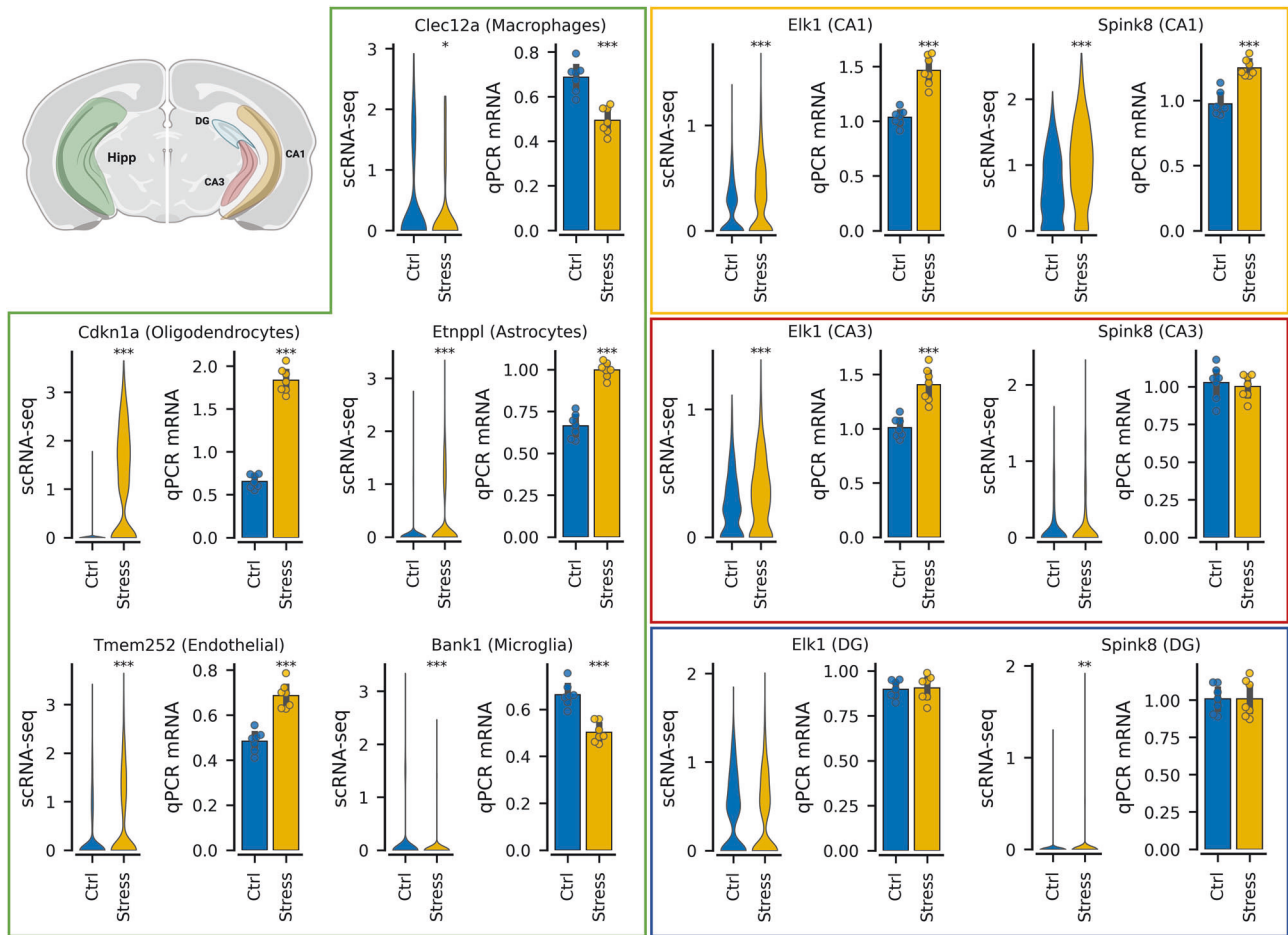 Hipp
DG
CA1
CA3
Clec12a (Macrophages)
scRNA-seq
3
2
1
0
*
Ctrl
Stress
qPCR mRNA
0.8
0.6
0.4
0.2
0.0
***
Ctrl
Stress
Elk1 (CA1)
scRNA-seq
1
0
***
Ctrl
Stress
qPCR mRNA
1.5
1.0
0.5
0.0
***
Ctrl
Stress
Spink8 (CA1)
scRNA-seq
2
1
0
***
Ctrl
Stress
qPCR mRNA
1.0
0.5
0.0
***
Ctrl
Stress
Cdkn1a (Oligodendrocytes)
scRNA-seq
3
2
1
0
***
Ctrl
Stress
qPCR mRNA
2.0
1.5
1.0
0.5
0.0
***
Ctrl
Stress
Etnppl (Astrocytes)
scRNA-seq
3
2
1
0
***
Ctrl
Stress
qPCR mRNA
1.00
0.75
0.50
0.25
0.00
***
Ctrl
Stress
Elk1 (CA3)
scRNA-seq
1
0
***
Ctrl
Stress
qPCR mRNA
1.5
1.0
0.5
0.0
***
Ctrl
Stress
Spink8 (CA3)
scRNA-seq
2
1
0
Ctrl
Stress
qPCR mRNA
1.00
0.75
0.50
0.25
0.00
Ctrl
Stress
Tmem252 (Endothelial)
scRNA-seq
3
2
1
0
***
Ctrl
Stress
qPCR mRNA
0.8
0.6
0.4
0.2
0.0
***
Ctrl
Stress
Bank1 (Microglia)
scRNA-seq
3
2
1
0
***
Ctrl
Stress
qPCR mRNA
0.6
0.4
0.2
0.0
***
Ctrl
Stress
Elk1 (DG)
scRNA-seq
2
1
0
Ctrl
Stress
qPCR mRNA
1.00
0.75
0.50
0.25
0.00
Ctrl
Stress
Spink8 (DG)
scRNA-seq
2
1
0
**
Ctrl
Stress
qPCR mRNA
1.00
0.75
0.50
0.25
0.00
Ctrl
Stress